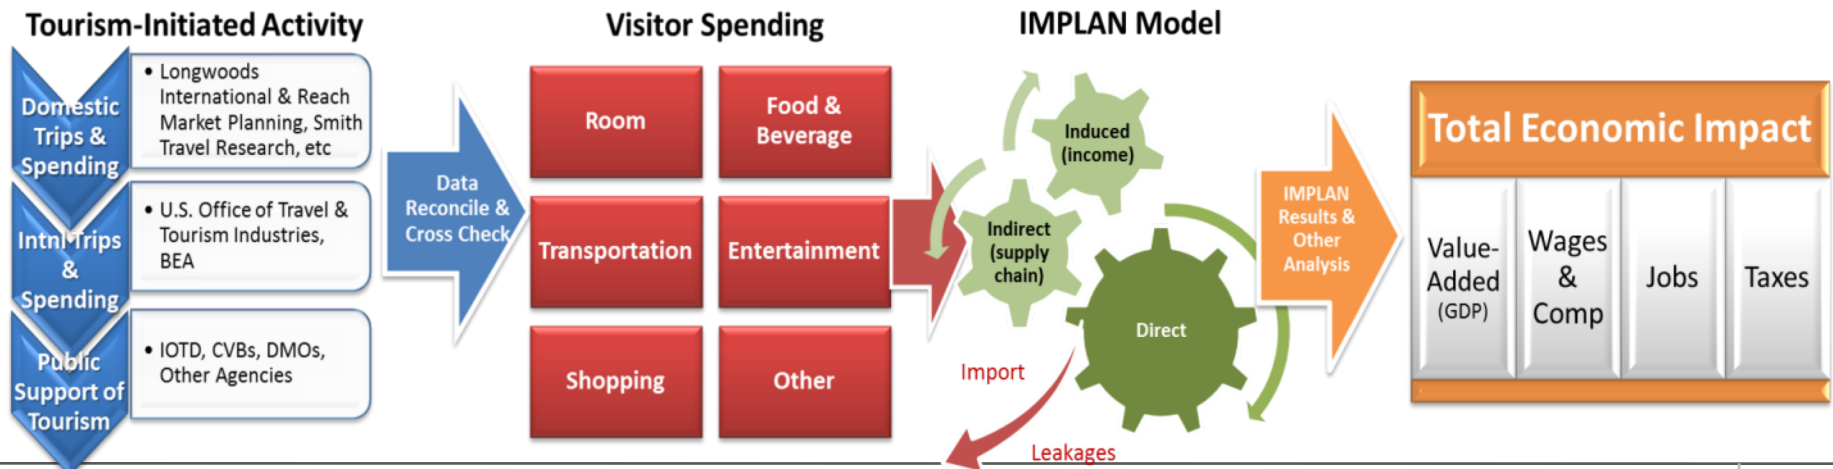 Tourism-Initiated Activity
Domestic
Trips &
Spending
• Longwoods
International & Reach
Market Planning, Smith
Travel Research, etc
Intnl Trips
&
Spending
• U.S. Office of Travel &
Tourism Industries,
BEA
Public
Support of
Tourism
• IOTD, CVBs, DMOs,
Other Agencies
Data
Reconcile &
Cross Check
Visitor Spending
Room
Food &
Beverage
Transportation
Entertainment
Shopping
Other
IMPLAN Model
Induced
(income)
Indirect
(supply
chain)
Direct
Import
Leakages
IMPLAN
Results &
Other
Analysis
Total Economic Impact
Value-
Added
(GDP)
Wages
&
Comp
Jobs
Taxes